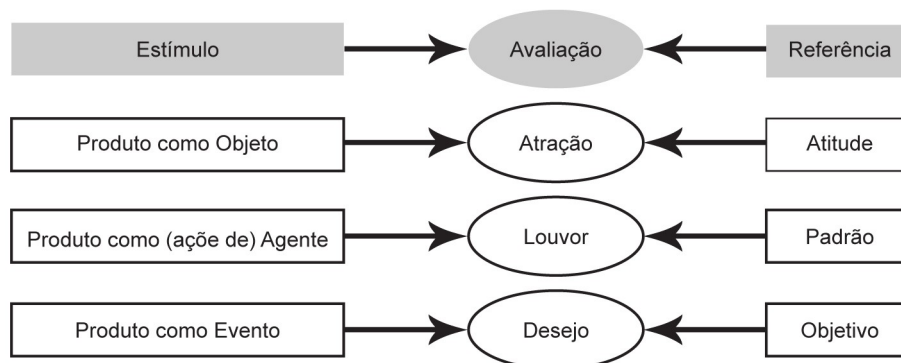 Estímulo Avaliação Referência
Produto como Objeto Atração Atitude
Produto como (açõe de) Agente Louvor Padrão
Produto como Evento Desejo Objetivo